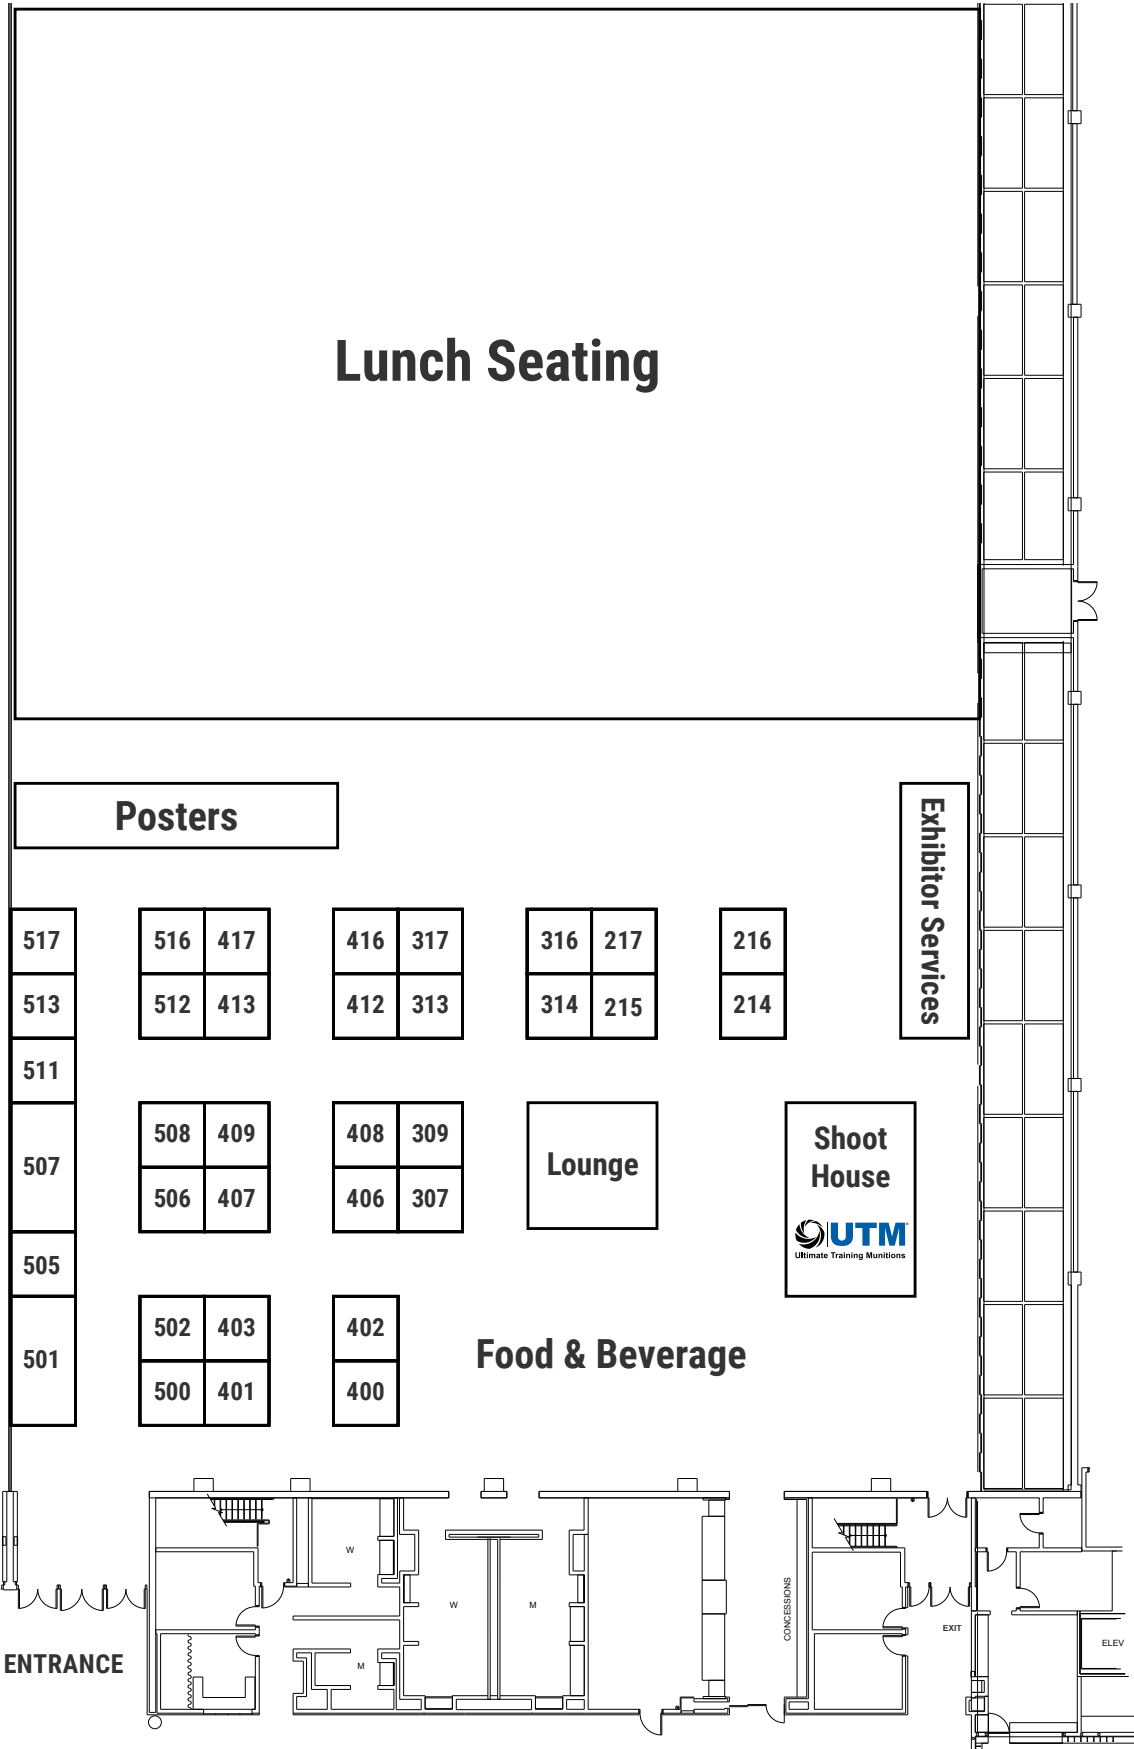 Lunch Seating
Posters
Exhibitor Services
517
516 417
416 317
316 217
216
513
512 413
412 313
314 215
214
511
508 409
408 309
507
506 407
406 307
Lounge
Shoot
House
UTM
Ultimate Training Munitions
505
502 403
402
501
500 401
400
Food & Beverage
W
W
M
M
CONCESSIONS
EXIT
ELEV
ENTRANCE